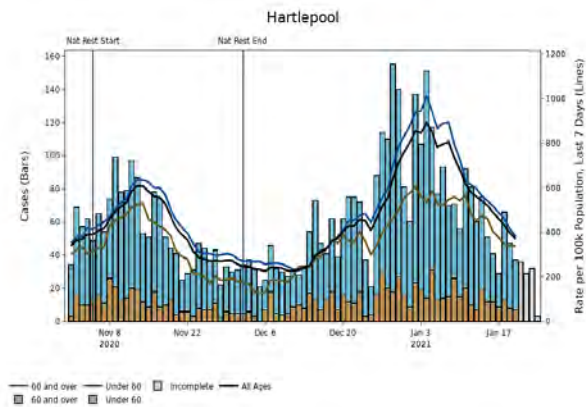 Hartlepool
Nat Rest Start
Nat Rest End
Cases (Bars)
160
140
120
105
80
60
40
20
0
Rate per 100k Population, Last 7 Days (Lines)
1200
1000
800
600
400
200
0
Nov 8
2020
Nov 22
Dec 6
Dec 20
Jan 3
2021
Jan 17
60 and over
Under 60
Incomplete
All Ages
60 and over
Under 60